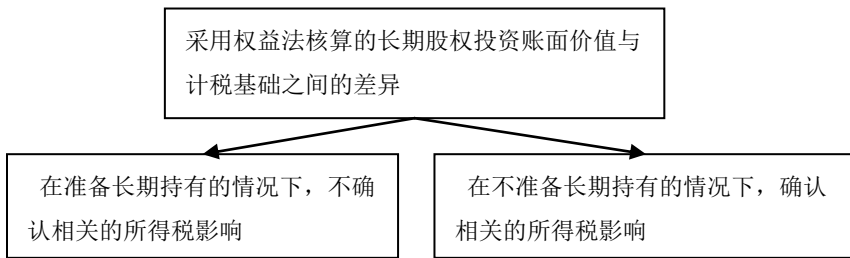 采用权益法核算的长期股权投资账面价值与
计税基础之间的差异
在准备长期持有的情况下，不确
认相关的所得税影响
在不准备长期持有的情况下，确认
相关的所得税影响